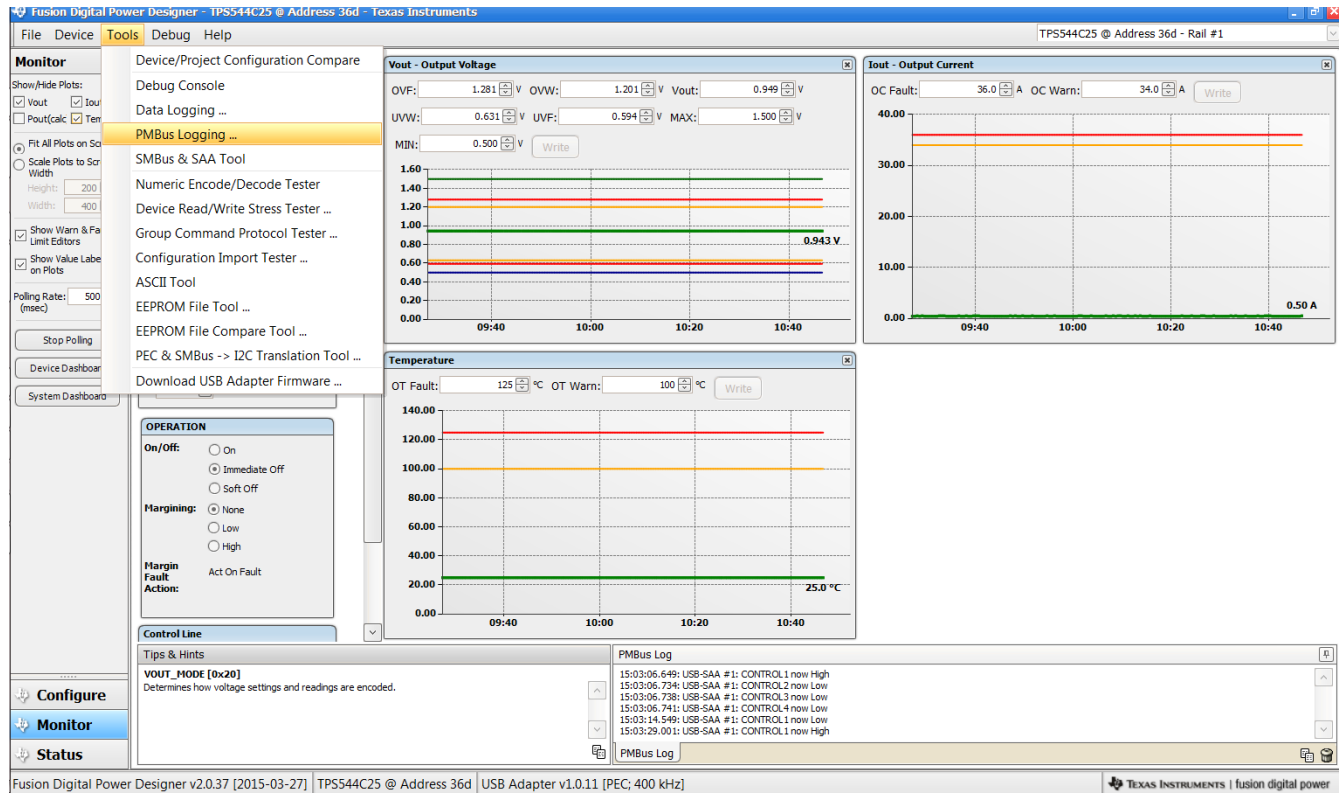 Fusion Digital Power Designer - TPS544C25 @ Address 36d - Texas Instruments
File Device Tools Debug Help
TPS544C25 @ Address 36d - Rail #1
Monitor
Show/Hide Plots:
Vout
Pout(calc
Fit All Plots on
Scale Plots to
Width
Height: 200
Width: 400
Show Warn &
Limit Editors
Show Value
on Plots
Polling Rate: 500
(msec)
Stop Polling
Device
System Dashboard
Device/Project Configuration Compare
Debug Console
Data Logging ...
PMBus Logging ...
SMBus & SAA Tool
Numeric Encode/Decode Tester
Device Read/Write Stress Tester ...
Group Command Protocol Tester ...
Configuration Import Tester ...
ASCII Tool
EEPROM File Tool ...
EEPROM File Compare Tool ...
PEC & SMBus -> I2C Translation Tool ...
Download USB Adapter Firmware ...
OPERATION
On/Off: On
Immediate Off
Soft Off
Margining: None
Low
High
Margin
Fault Act On Fault
Action:
Control Line
Vout - Output Voltage
OVF: 1.281 V OVW: 1.201 V Vout: 0.949 V
UVW: 0.631 V UVF: 0.594 V MAX: 1.500 V
MIN: 0.500 V Write
1.60
1.40
1.20
1.00
0.943 V
0.80
0.60
0.40
0.20
0.00
09:40 10:00 10:20 10:40
Iout - Output Current
OC Fault: 36.0 A OC Warn: 34.0 A Write
40.00
30.00
20.00
10.00
0.50 A
0.00
09:40 10:00 10:20 10:40
Temperature
OT Fault: 125 °C OT Warn: 100 °C Write
140.00
120.00
100.00
80.00
60.00
40.00
20.00
25.0 °C
0.00
09:40 10:00 10:20 10:40
Tips & Hints
VOUT_MODE [0x20]
Determines how voltage settings and readings are encoded.
PMBus Log
15:03:06.649: USB-SAA #1: CONTROL1 now High
15:03:06.734: USB-SAA #1: CONTROL2 now Low
15:03:06.738: USB-SAA #1: CONTROL3 now Low
15:03:06.741: USB-SAA #1: CONTROL4 now Low
15:03:14.549: USB-SAA #1: CONTROL1 now Low
15:03:29.001: USB-SAA #1: CONTROL1 now High
PMBus Log
Configure
Monitor
Status
Fusion Digital Power Designer v2.0.37 [2015-03-27] TPS544C25 @ Address 36d USB Adapter v1.0.11 [PEC; 400 kHz]
TEXAS INSTRUMENTS | fusion digital power